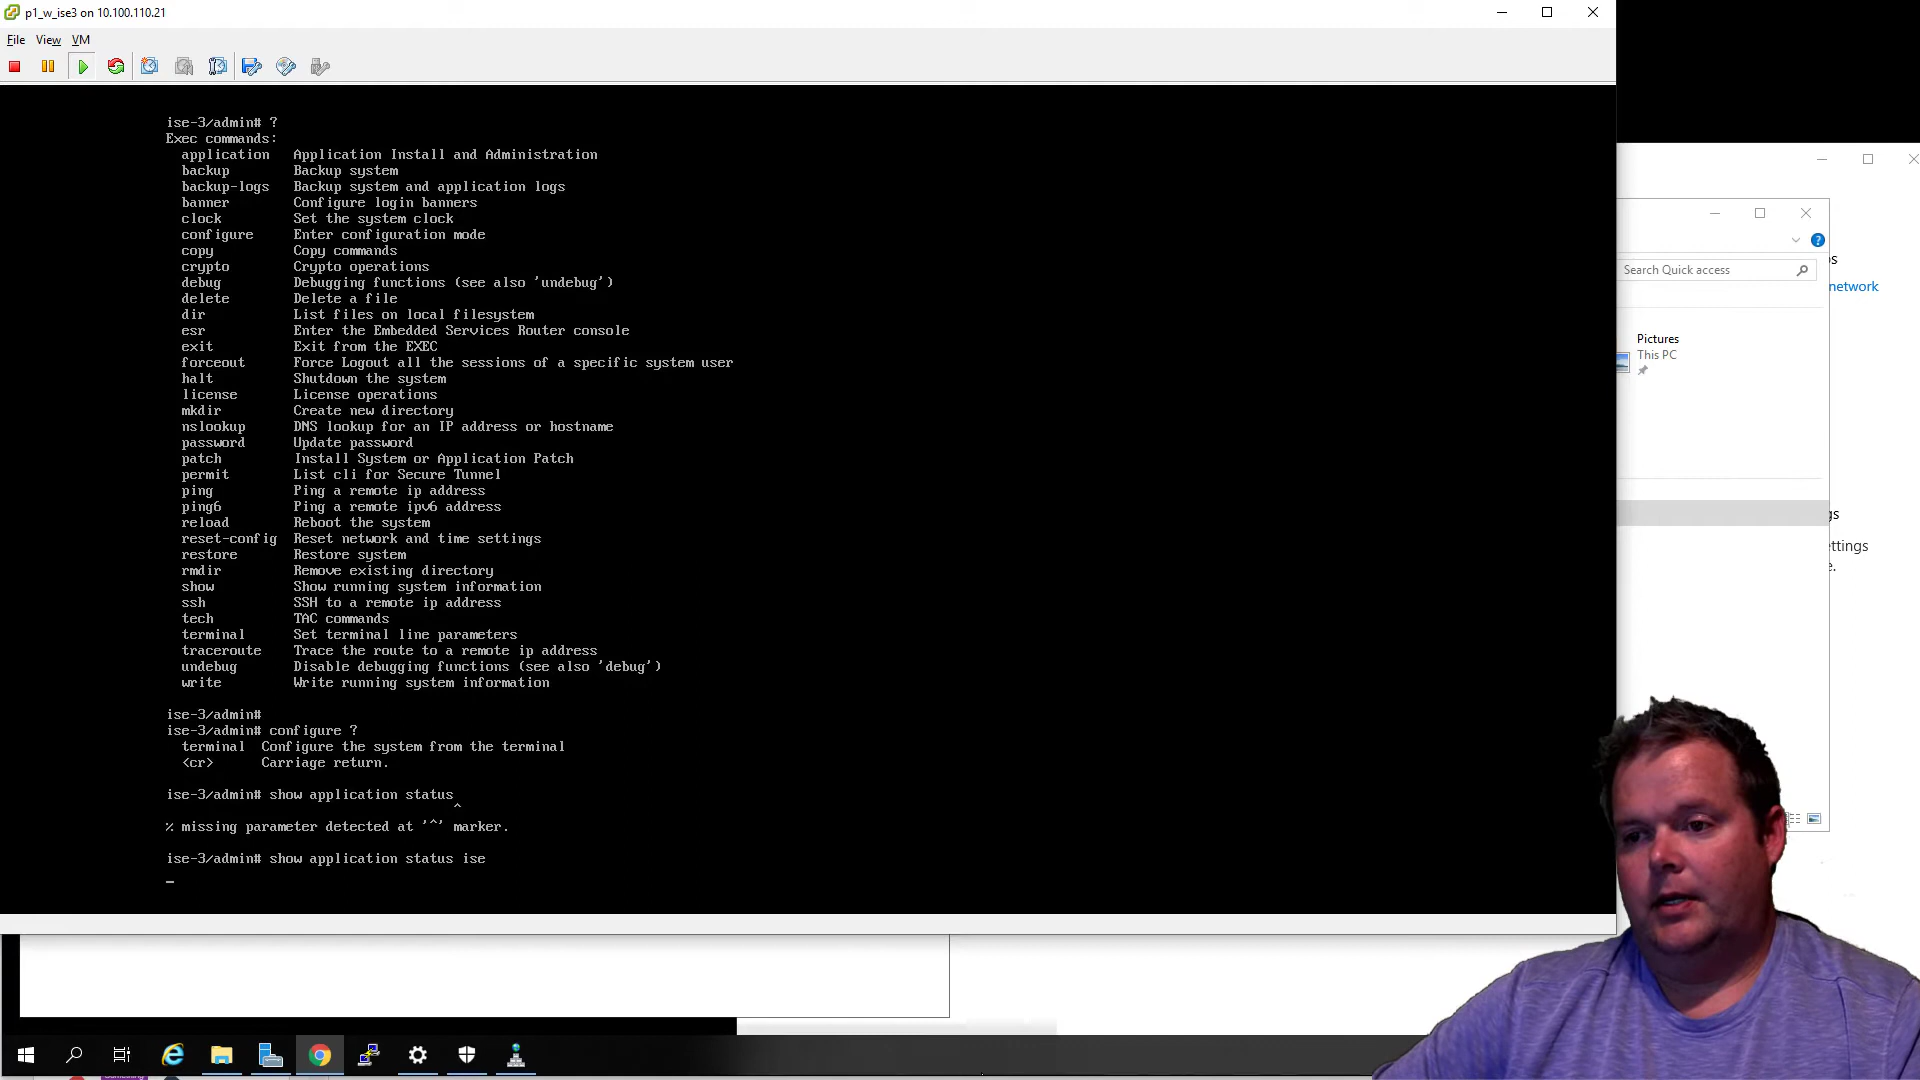 p1_w_ise3 on 10.100.110.21
File View VM
ise-3/admin# ?
Exec commands:
application Application Install and Administration
backup Backup system
backup-logs Backup system and application logs
banner Configure login banners
clock Set the system clock
configure Enter configuration mode
copy Copy commands
crypto Crypto operations
debug Debugging functions (see also 'undebug')
delete Delete a file
dir List files on local filesystem
esr Enter the Embedded Services Router console
exit Exit from the EXEC
forceout Force Logout all the sessions of a specific system user
halt Shutdown the system
license License operations
mkdir Create new directory
nslookup DNS lookup for an IP address or hostname
password Update password
patch Install System or Application Patch
permit List cli for Secure Tunnel
ping Ping a remote ip address
ping6 Ping a remote ipv6 address
reload Reboot the system
reset-config Reset network and time settings
restore Restore system
rmdir Remove existing directory
show Show running system information
ssh SSH to a remote ip address
tech TAC commands
terminal Set terminal line parameters
traceroute Trace the route to a remote ip address
undebug Disable debugging functions (see also 'debug')
write Write running system information
ise-3/admin#
ise-3/admin# configure ?
terminal Configure the system from the terminal
<cr> Carriage return.
ise-3/admin# show application status
^
% missing parameter detected at '^' marker.
ise-3/admin# show application status ise
_
Search Quick access
network
Pictures
This PC